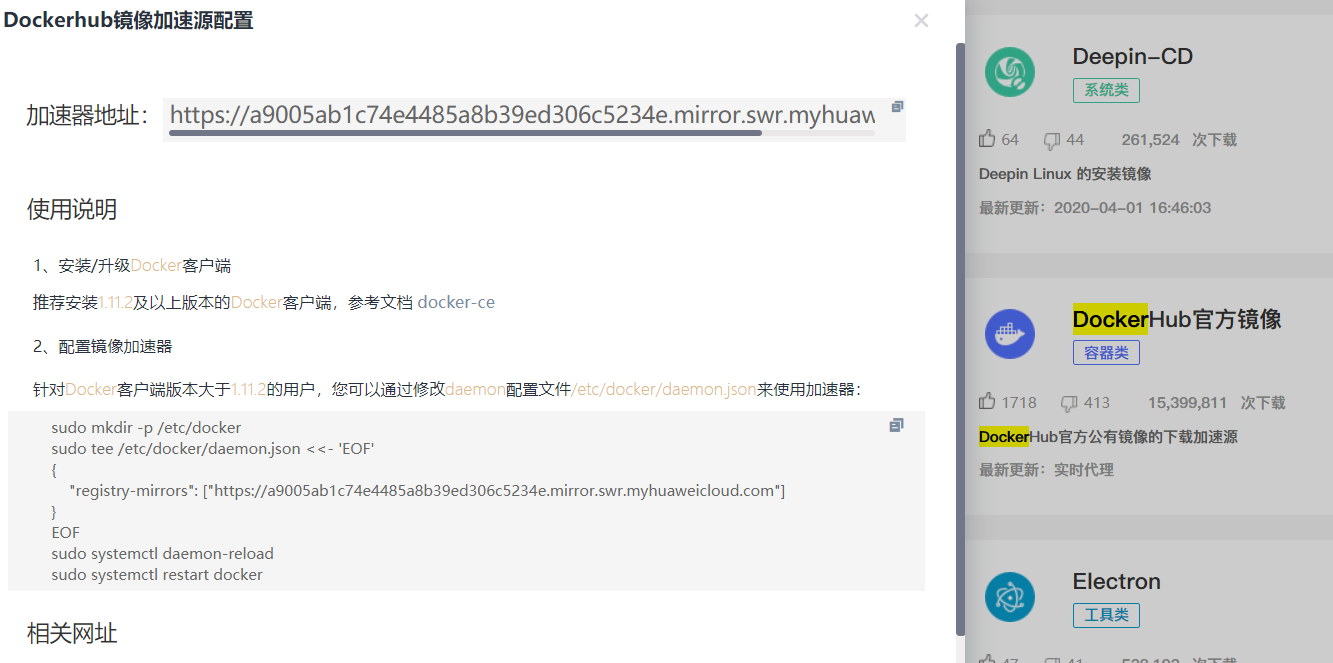 Dockerhub镜像加速源配置
加速器地址：
https://a9005ab1c74e4485a8b39ed306c5234e.mirror.swr.myhuaw
使用说明
1、安装/升级Docker客户端
推荐安装1.11.2及以上版本的Docker客户端，参考文档 docker-ce
2、配置镜像加速器
针对Docker客户端版本大于1.11.2的用户，您可以通过修改daemon配置文件/etc/docker/daemon.json来使用加速器：
sudo mkdir -p /etc/docker
sudo tee /etc/docker/daemon.json <<- 'EOF'
{
"registry-mirrors": ["https://a9005ab1c74e4485a8b39ed306c5234e.mirror.swr.myhuaweicloud.com"]
}
EOF
sudo systemctl daemon-reload
sudo systemctl restart docker
相关网址
Deepin-CD
系统类
64 44 261,524 次下载
Deepin Linux 的安装镜像
最新更新：2020-04-01 16:46:03
DockerHub官方镜像
容器类
1718 413 15,399,811 次下载
DockerHub官方公有镜像的下载加速源
最新更新：实时代理
Electron
工具类